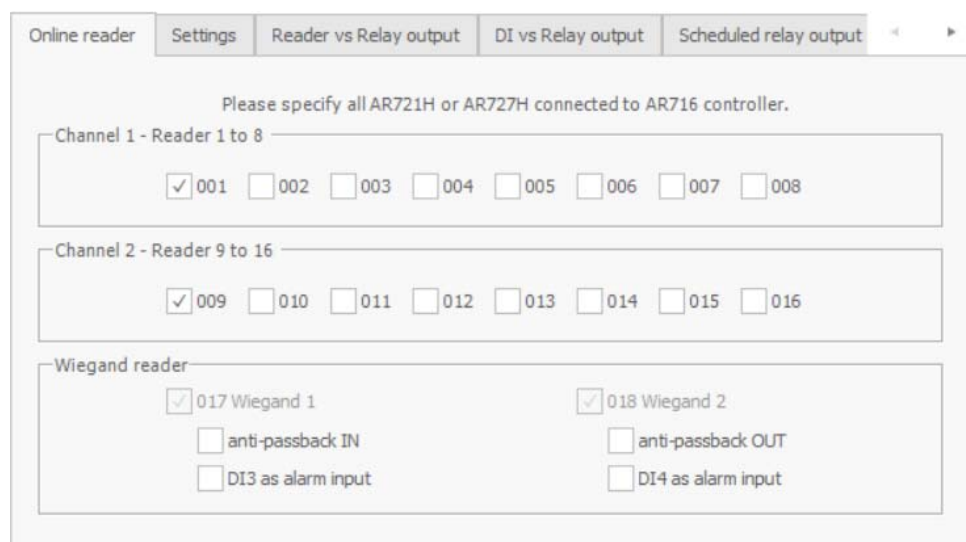 Online reader Settings Reader vs Relay output DI vs Relay output Scheduled relay output
Please specify all AR721H or AR727H connected to AR716 controller.
Channel 1 - Reader 1 to 8
001 002 003 004 005 006 007 008
Channel 2 - Reader 9 to 16
009 010 011 012 013 014 015 016
Wiegand reader
017 Wiegand 1 018 Wiegand 2
anti-passback IN anti-passback OUT
DI3 as alarm input DI4 as alarm input